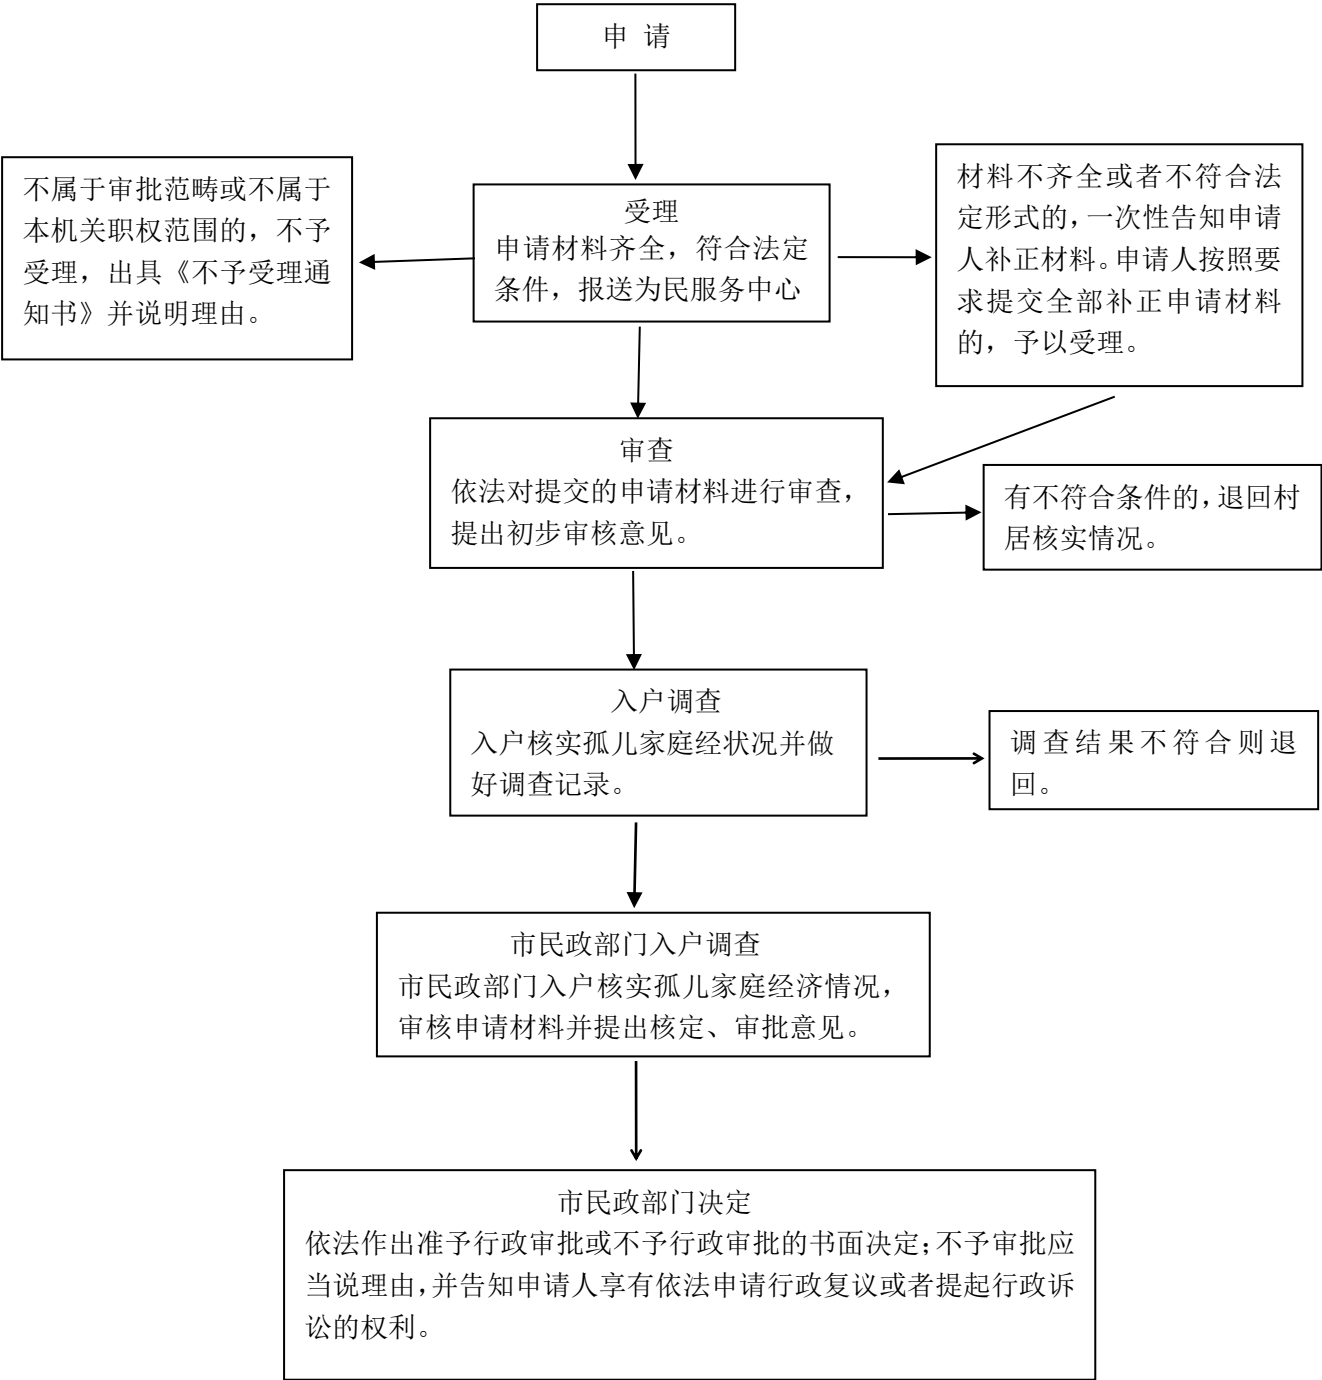 申 请
不属于审批范畴或不属于
本机关职权范围的，不予
受理，出具《不予受理通
知书》并说明理由。
受理
申请材料齐全，符合法定
条件，报送为民服务中心
材料不齐全或者不符合法
定形式的，一次性告知申请
人补正材料。申请人按照要
求提交全部补正申请材料
的，予以受理。
审查
依法对提交的申请材料进行审查，
提出初步审核意见。
有不符合条件的，退回村
居核实情况。
入户调查
入户核实孤儿家庭经状况并做
好调查记录。
调查结果不符合则退
回。
市民政部门入户调查
市民政部门入户核实孤儿家庭经济情况，
审核申请材料并提出核定、审批意见。
市民政部门决定
依法作出准予行政审批或不予行政审批的书面决定；不予审批应
当说理由，并告知申请人享有依法申请行政复议或者提起行政诉
讼的权利。